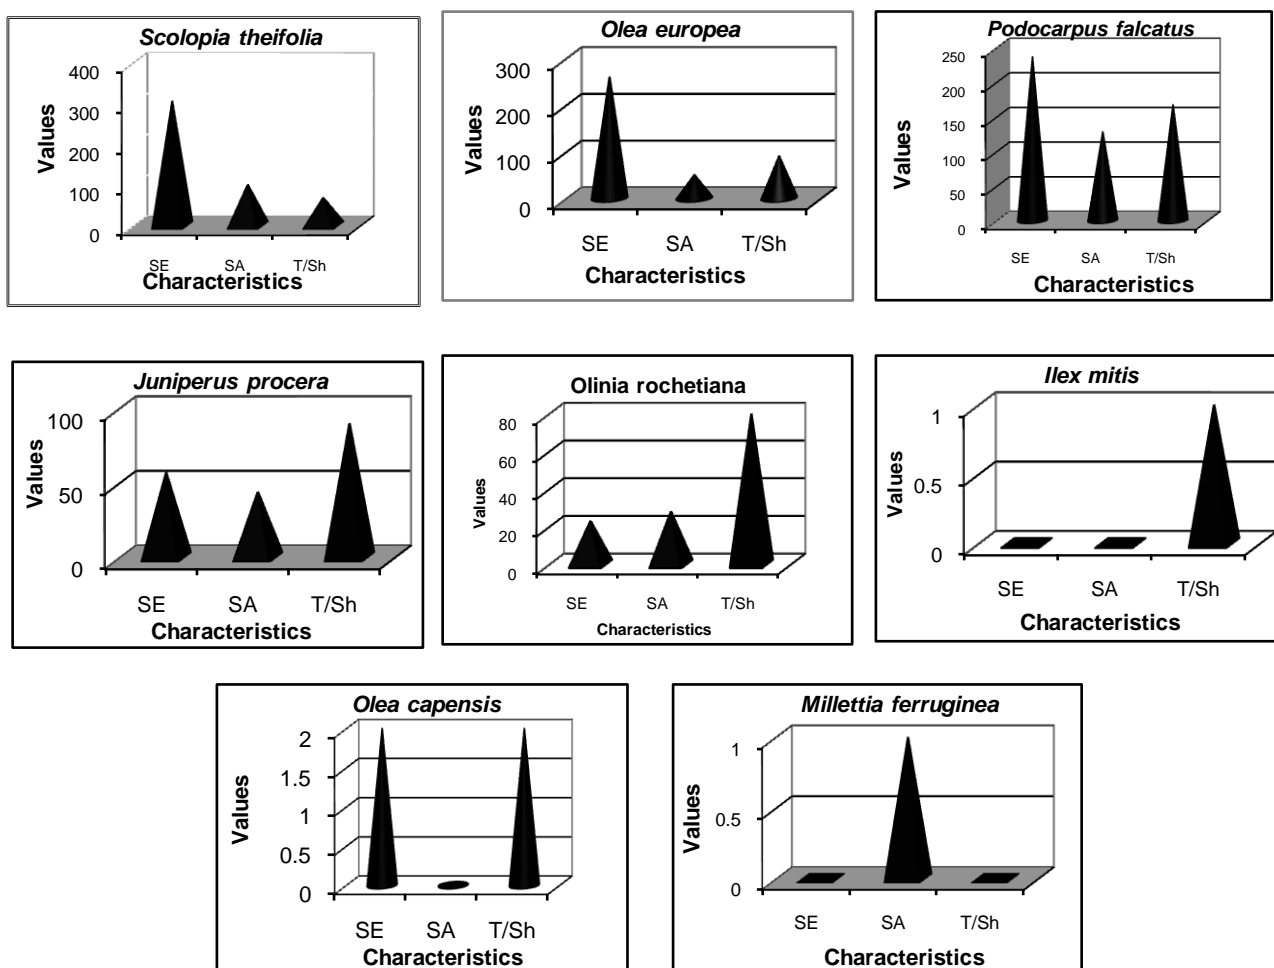 Scolopia theifolia
400
300
200
100
0
Values
SE SA T/Sh
Characteristics
Olea europea
300
200
100
0
Values
SE SA T/Sh
Characteristics
Podocarpus falcatus
250
200
150
100
50
0
Values
SE SA T/Sh
Characteristics
Juniperus procera
100
50
0
Values
SE SA T/Sh
Characteristics
Olinia rochetiana
80
60
40
20
0
Values
SE SA T/Sh
Characteristics
Ilex mitis
1
0.5
0
Values
SE SA T/Sh
Characteristics
Olea capensis
2
1.5
1
0.5
0
Values
SE SA T/Sh
Characteristics
Millettia ferruginea
1
0.5
0
Values
SE SA T/Sh
Characteristics